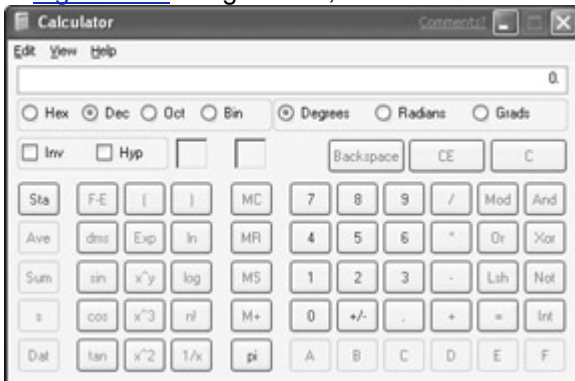 Calculator Comments?
Edit View Help
0.
Hex Dec Oct Bin Degrees Radians Grads
Inv Hyp Backspace CE C
Sta F-E ( ) MC 7 8 9 / Mod And
Ave dms Exp ln MR 4 5 6 * Or Xor
Sum sin x^y log MS 1 2 3 - Lsh Not
s cos x^3 n! M+ 0 +/- . + = Int
Dat tan x^2 1/x pi A B C D E F